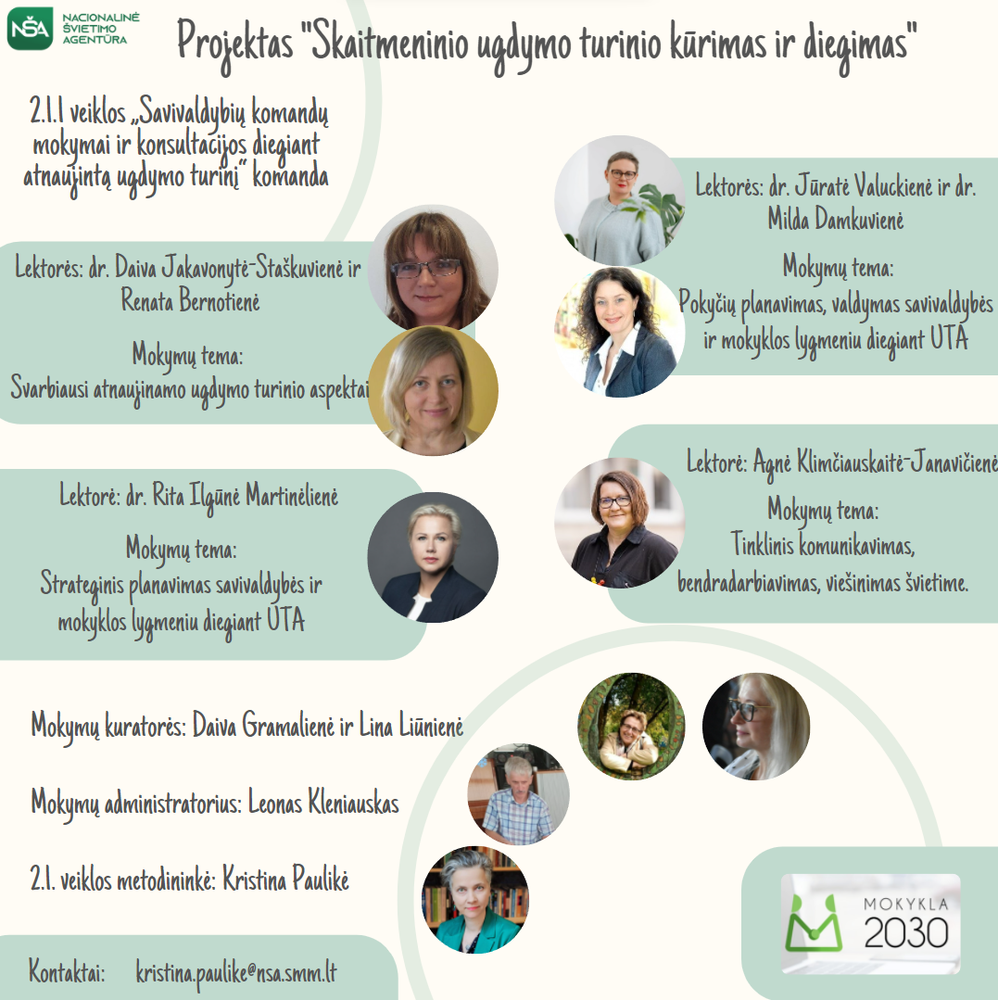 NŠA
NACIONALINĖ
ŠVIETIMO
AGENTŪRA
Projektas "Skaitmeninio ugdymo turinio kūrimas ir diegimas"
2.1.1 veiklos „Savivaldybių komandų
mokymai ir konsultacijos diegiant
atnaujintą ugdymo turinį“ komanda
Lektorės: dr. Daiva Jakavonytė-Staškuvienė ir
Renata Bernotienė
Mokymų tema:
Svarbiausi atnaujinamo ugdymo turinio aspektai
Lektorės: dr. Jūratė Valuckienė ir dr.
Milda Damkuvienė
Mokymų tema:
Pokyčių planavimas, valdymas savivaldybės
ir mokyklos lygmeniu diegiant UTA
Lektorė: dr. Rita Ilgūnė Martinėlienė
Mokymų tema:
Strateginis planavimas savivaldybės ir
mokyklos lygmeniu diegiant UTA
Lektorė: Agnė Klimčiauskaitė-Janavičienė
Mokymų tema:
Tinklinis komunikavimas,
bendradarbiavimas, viešinimas švietime.
Mokymų kuratorės: Daiva Gramalienė ir Lina Liūnienė
Mokymų administratorius: Leonas Kleniauskas
2.1. veiklos metodininkė: Kristina Paulikė
Kontaktai: kristina.paulike@nsa.smm.lt
MOKYKLA
2030